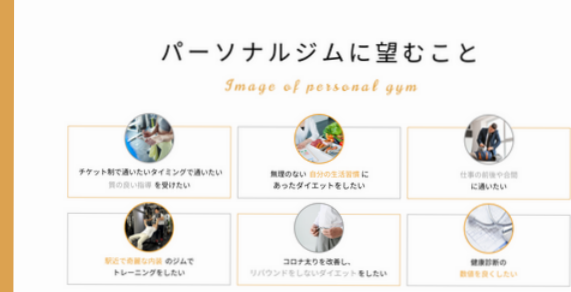 パーソナルジムに望むこと
Image of personal gym
チケット制で通いたいタイミングで通いたい
質の良い指導 を受けたい
無理のない 自分の生活習慣 に
あったダイエットをしたい
仕事の前後や合間
に通いたい
駅近で奇麗な内装 のジムで
トレーニングをしたい
コロナ太りを改善し、
リバウンドをしないダイエット をしたい
健康診断の
数値を良くしたい